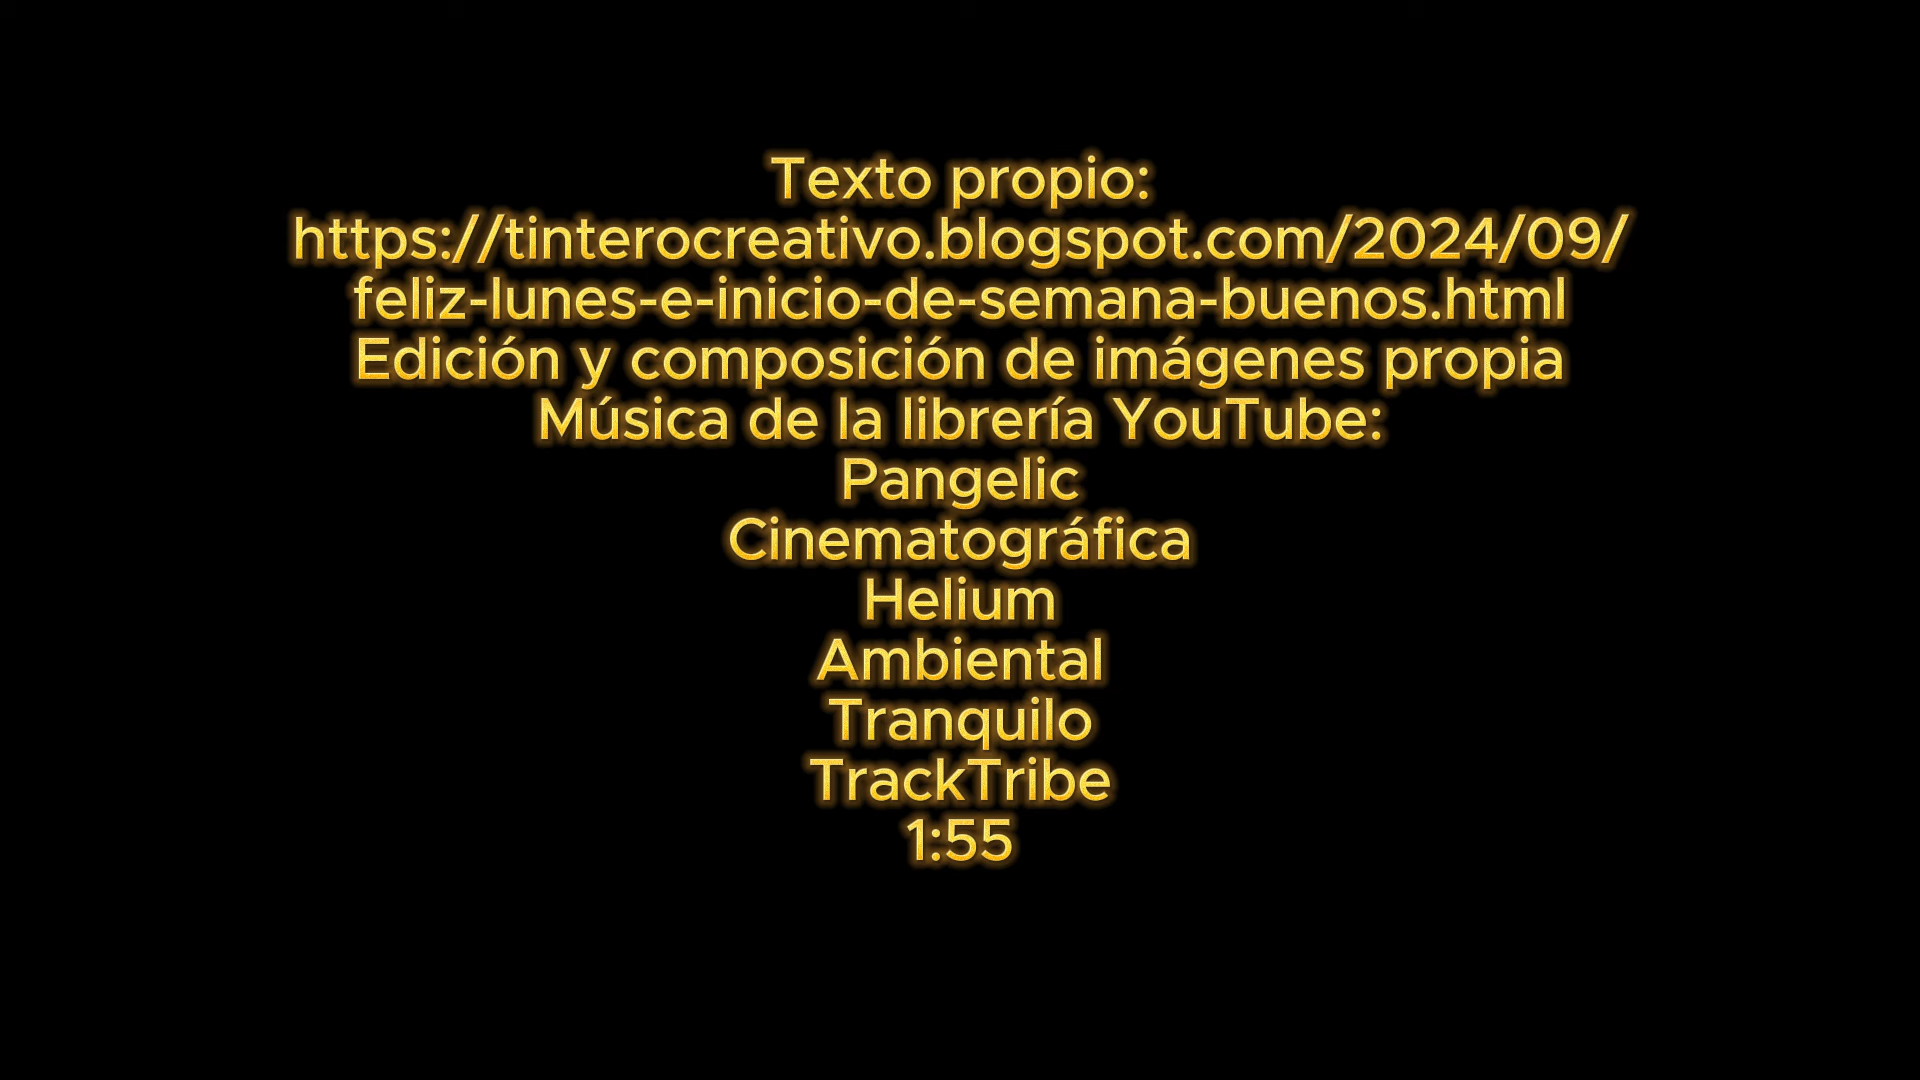 Texto propio:
https://tinterocreativo.blogspot.com/2024/09/
feliz-lunes-e-inicio-de-semana-buenos.html
Edición y composición de imágenes propia
Música de la librería YouTube:
Pangelic
Cinematográfica
Helium
Ambiental
Tranquilo
TrackTribe
1:55